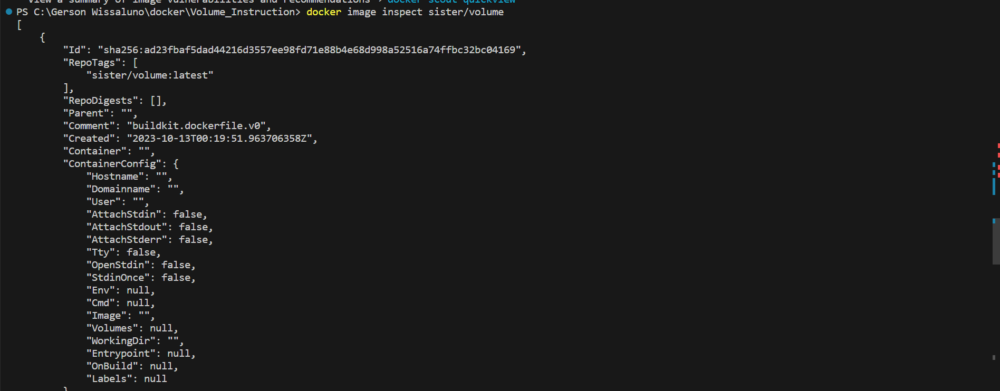 View a summary of image vulnerabilities and recommendations → docker scout quickview
PS C:\Gerson Wissaluno\docker\Volume_Instruction> docker image inspect sister/volume
[
    {
        "Id": "sha256:ad23fbaf5dad44216d3557ee98fd71e88b4e68d998a52516a74ffbc32bc04169",
        "RepoTags": [
            "sister/volume:latest"
        ],
        "RepoDigests": [],
        "Parent": "",
        "Comment": "buildkit.dockerfile.v0",
        "Created": "2023-10-13T00:19:51.963706358Z",
        "Container": "",
        "ContainerConfig": {
            "Hostname": "",
            "Domainname": "",
            "User": "",
            "AttachStdin": false,
            "AttachStdout": false,
            "AttachStderr": false,
            "Tty": false,
            "OpenStdin": false,
            "StdinOnce": false,
            "Env": null,
            "Cmd": null,
            "Image": "",
            "Volumes": null,
            "WorkingDir": "",
            "Entrypoint": null,
            "OnBuild": null,
            "Labels": null
        }